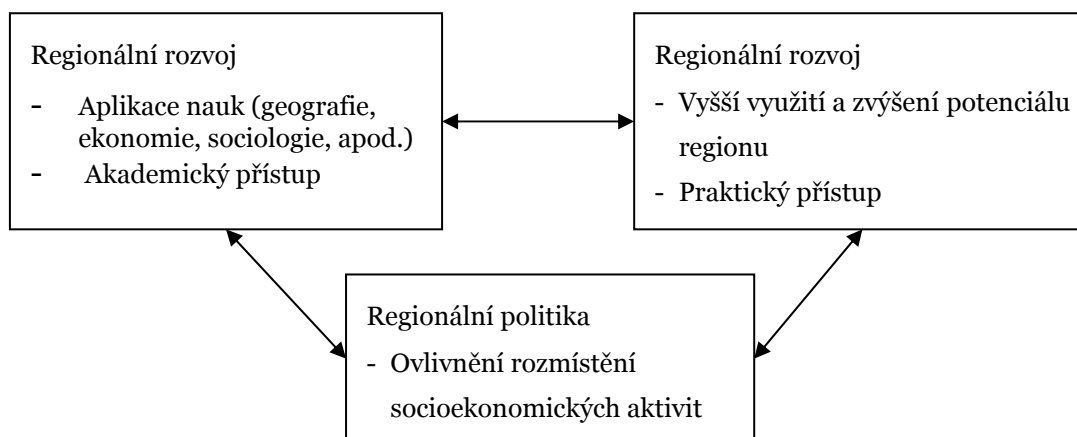 Regionální rozvoj
- Aplikace nauk (geografie,
ekonomie, sociologie, apod.)
- Akademický přístup
Regionální rozvoj
- Vyšší využití a zvýšení potenciálu
regionu
- Praktický přístup
Regionální politika
- Ovlivnění rozmístění
socioekonomických aktivit